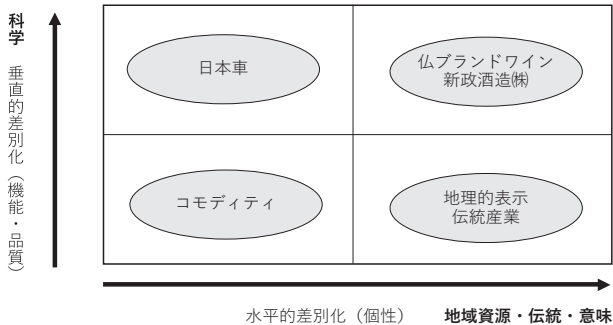 科学 垂直的差別化（機能・品質）
日本車
仏ブランドワイン
新政酒造㈱
コモディティ
地理的表示
伝統産業
水平的差別化（個性） 地域資源・伝統・意味